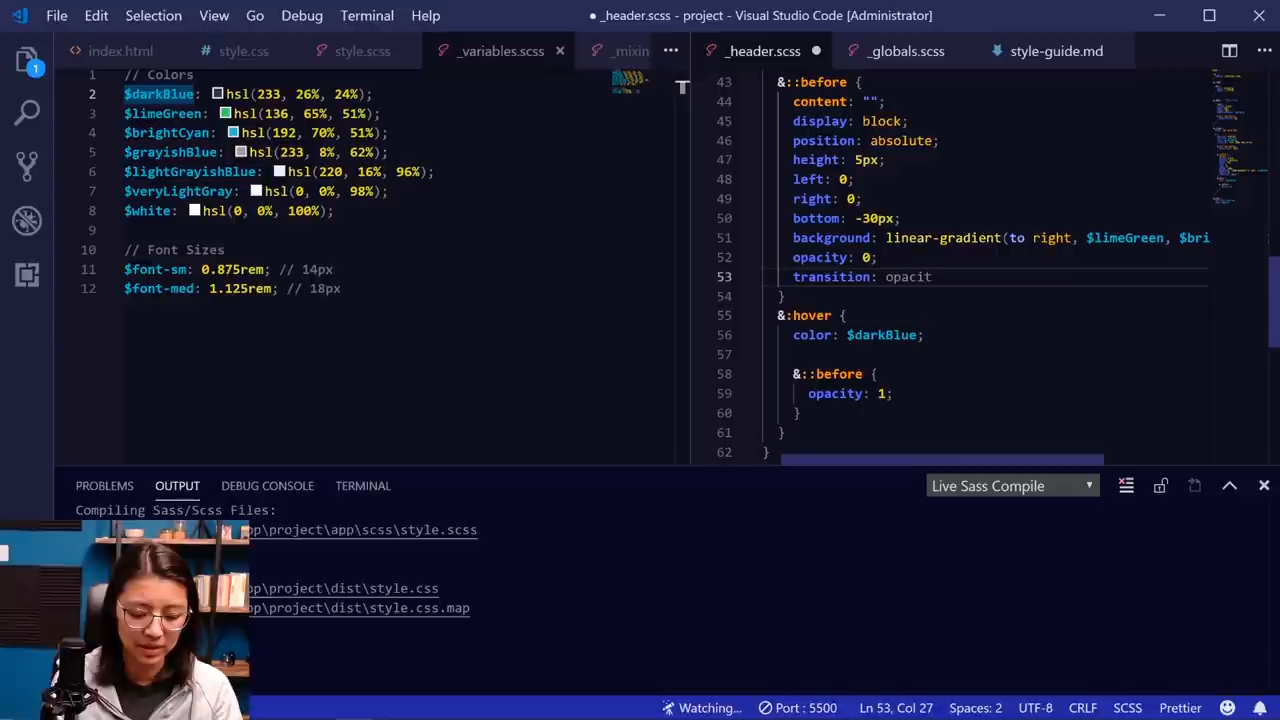 File Edit Selection View Go Debug Terminal Help
● _header.scss - project - Visual Studio Code [Administrator]
1
index.html style.css style.scss _variables.scss _mixin
_header.scss _globals.scss style-guide.md
1 // Colors
2 $darkBlue: hsl(233, 26%, 24%);
3 $limeGreen: hsl(136, 65%, 51%);
4 $brightCyan: hsl(192, 70%, 51%);
5 $grayishBlue: hsl(233, 8%, 62%);
6 $lightGrayishBlue: hsl(220, 16%, 96%);
7 $veryLightGray: hsl(0, 0%, 98%);
8 $white: hsl(0, 0%, 100%);
9
10 // Font Sizes
11 $font-sm: 0.875rem; // 14px
12 $font-med: 1.125rem; // 18px
43 &::before {
44 content: "";
45 display: block;
46 position: absolute;
47 height: 5px;
48 left: 0;
49 right: 0;
50 bottom: -30px;
51 background: linear-gradient(to right, $limeGreen, $bri
52 opacity: 0;
53 transition: opacit
54 }
55 &:hover {
56 color: $darkBlue;
57
58 &::before {
59 opacity: 1;
60 }
61 }
62 }
PROBLEMS OUTPUT DEBUG CONSOLE TERMINAL
Live Sass Compile
Compiling Sass/Scss Files:
pp\project\app\scss\style.scss
pp\project\dist\style.css
pp\project\dist\style.css.map
Watching... Port : 5500 Ln 53, Col 27 Spaces: 2 UTF-8 CRLF SCSS Prettier